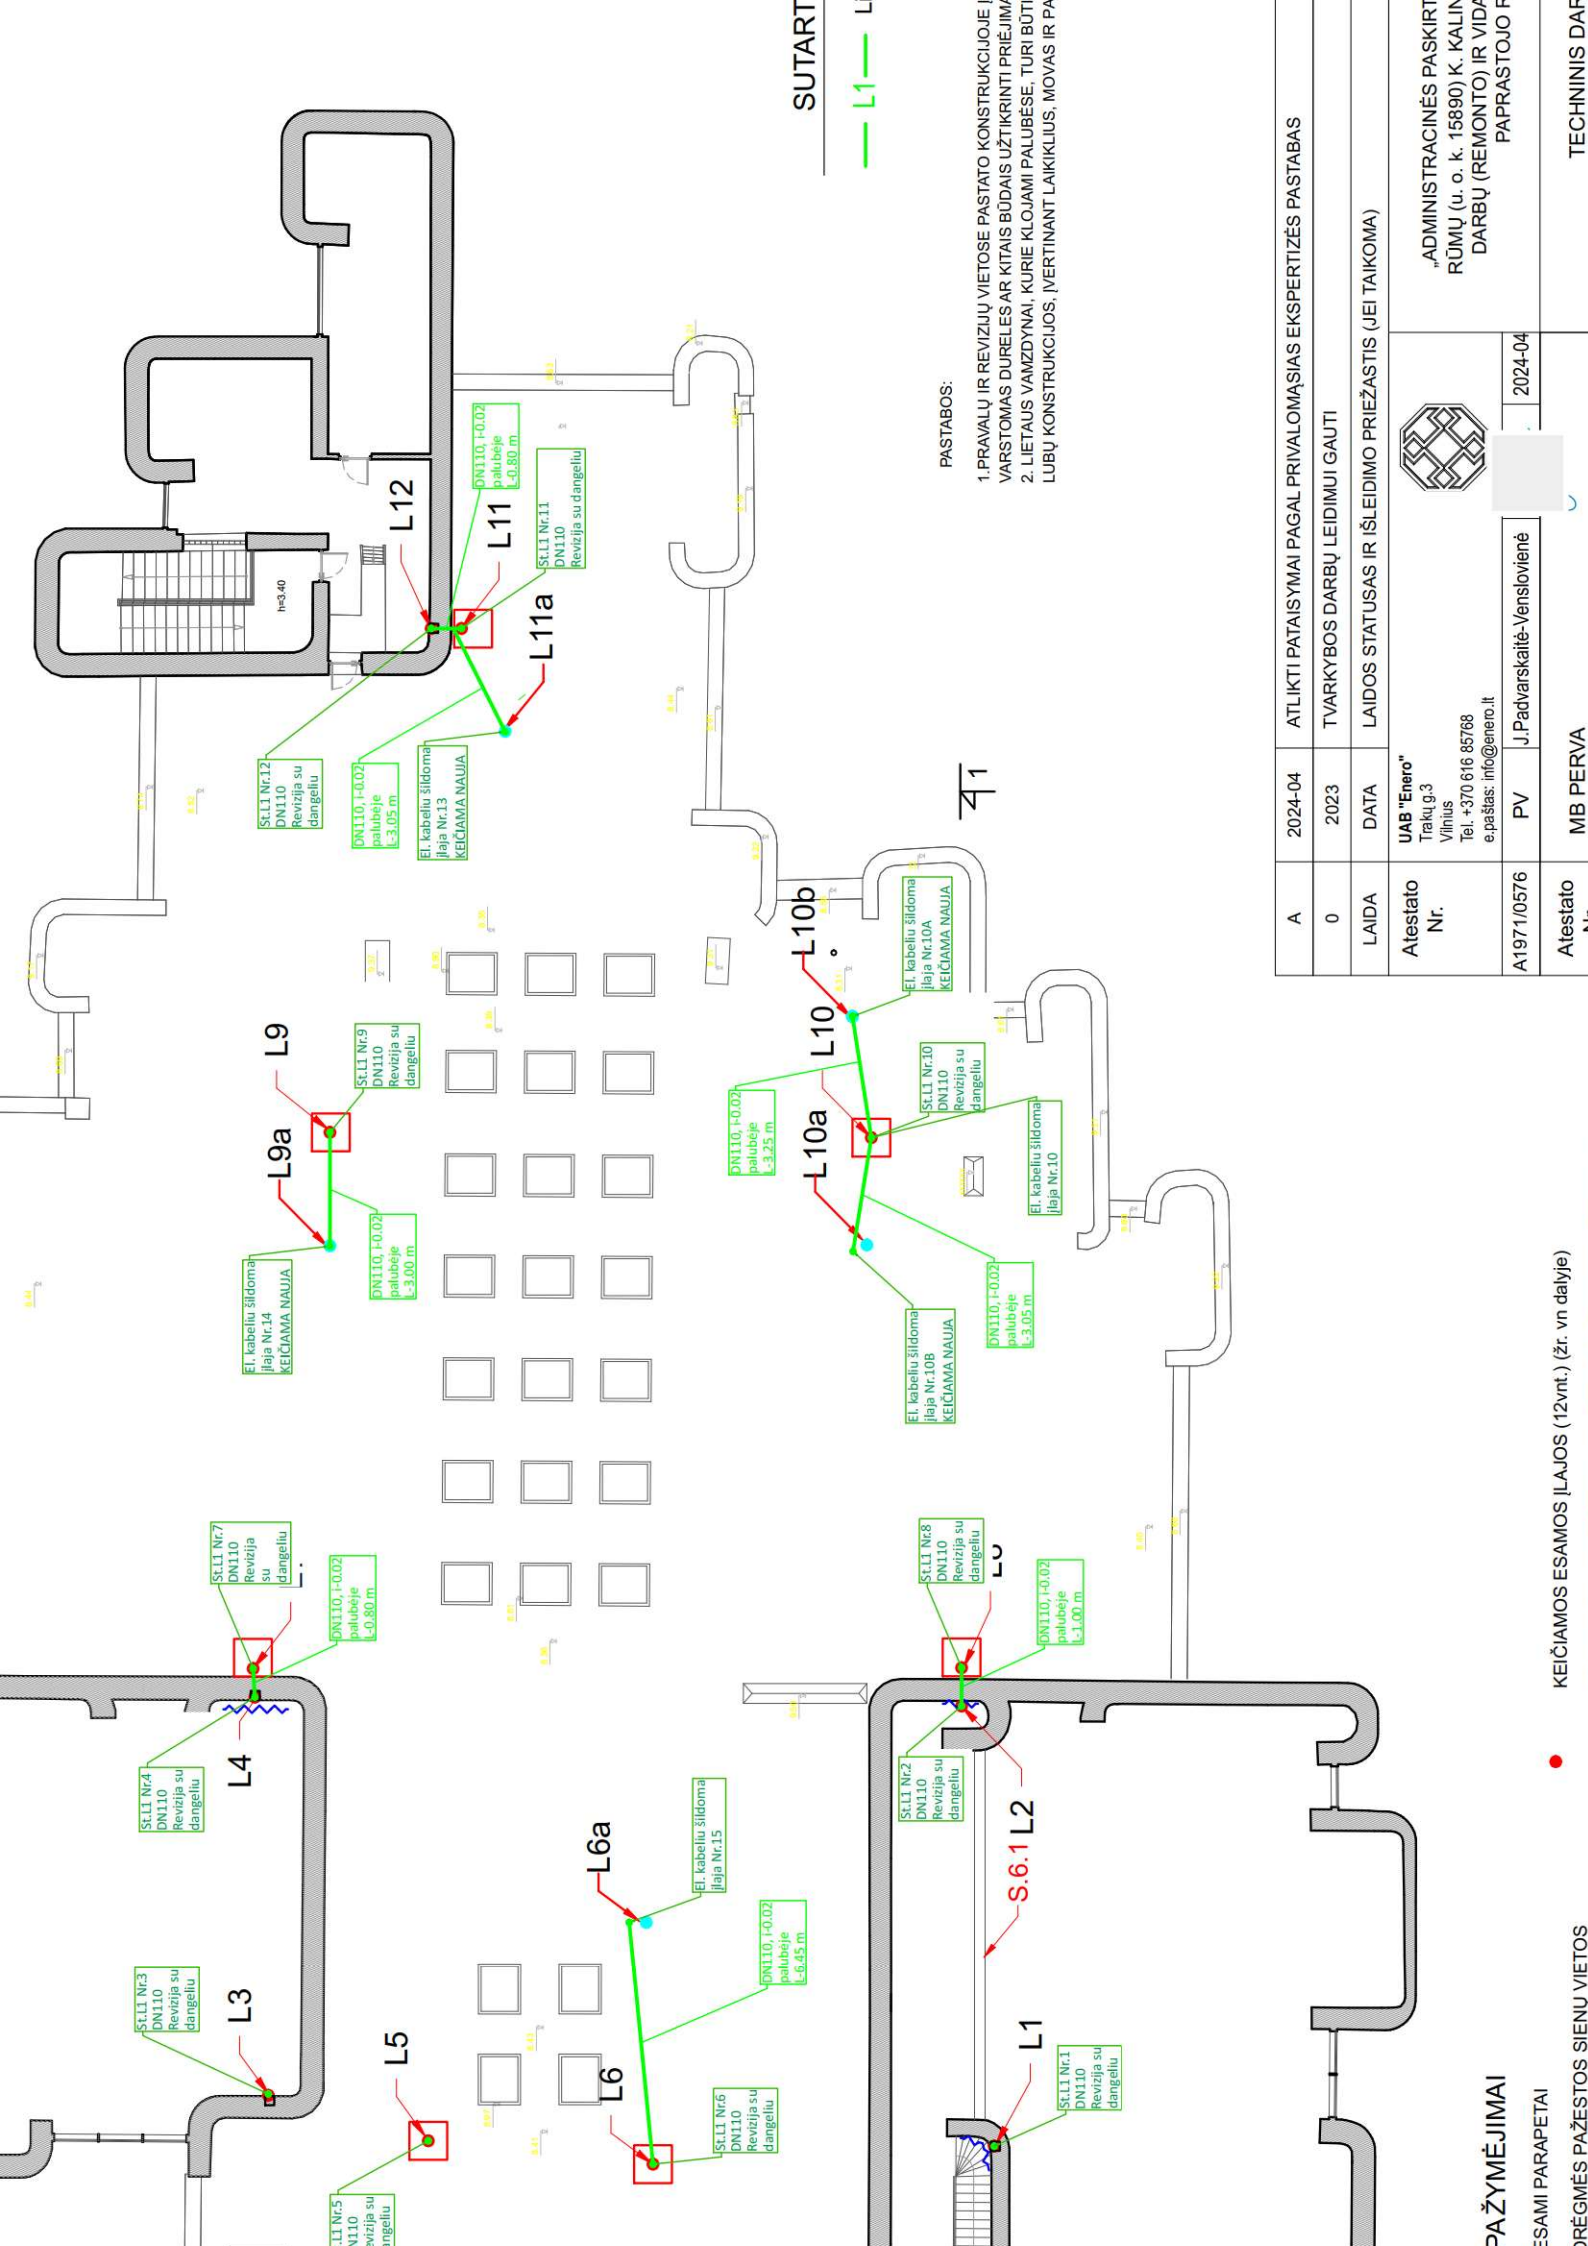 SUTART
L1
PASTABOS:
1.PRAVALŲ IR REVIZIJŲ VIETOSE PASTATO KONSTRUKCIJOJE Į
VARSTOMAS DURELES AR KITAIS BŪDAIS UŽTIKRINTI PRIĖJIMĄ
2. LIETAUS VAMZDYNAI, KURIE KLOJAMI PALUBĖSE, TURI BŪTI
LUBŲ KONSTRUKCIJOS, ĮVERTINANT LAIKIKLIUS, MOVAS IR PA
h=3.40
L12
DN110, i-0.02
palubėje
L-0.80 m
L11
St.L1 Nr.11
DN110
Revizija su dangeliu
L11a
St.L1 Nr.12
DN110
Revizija su
dangeliu
DN110, i-0.02
palubėje
L-3.05 m
El. kabeliu šildoma
įlaja Nr.13
KEIČIAMA NAUJA
1
L9
St.L1 Nr.9
DN110
Revizija su
dangeliu
L9a
DN110, i-0.02
palubėje
L-3.00 m
El. kabeliu šildoma
įlaja Nr.14
KEIČIAMA NAUJA
L10b
El. kabeliu šildoma
įlaja Nr.10A
KEIČIAMA NAUJA
L10
St.L1 Nr.10
DN110
Revizija su
dangeliu
DN110, i-0.02
palubėje
L-3.25 m
L10a
El. kabeliu šildoma
įlaja Nr.10
DN110, i-0.02
palubėje
L-3.05 m
El. kabeliu šildoma
įlaja Nr.10B
KEIČIAMA NAUJA
St.L1 Nr.7
DN110
Revizija
su
dangeliu
DN110, i-0.02
palubėje
L-0.80 m
L4
St.L1 Nr.4
DN110
Revizija su
dangeliu
St.L1 Nr.8
DN110
Revizija su
dangeliu
DN110, i-0.02
palubėje
L-1.00 m
St.L1 Nr.2
DN110
Revizija su
dangeliu
S.6.1 L2
L6a
El. kabeliu šildoma
įlaja Nr.15
DN110, i-0.02
palubėje
L-6.45 m
L6
St.L1 Nr.6
DN110
Revizija su
dangeliu
St.L1 Nr.3
DN110
Revizija su
dangeliu
L3
L5
.L1 Nr.5
N110
evizija su
angeliu
L1
St.L1 Nr.1
DN110
Revizija su
dangeliu
A 2024-04 ATLIKTI PATAISYMAI PAGAL PRIVALOMĄSIAS EKSPERTIZĖS PASTABAS
0 2023 TVARKYBOS DARBŲ LEIDIMUI GAUTI
LAIDA DATA LAIDOS STATUSAS IR IŠLEIDIMO PRIEŽASTIS (JEI TAIKOMA)
Atestato
Nr.
UAB "Enero"
Trakų g.3
Vilnius
Tel. +370 616 85768
e.paštas: info@enero.lt
„ADMINISTRACINĖS PASKIRT
RŪMŲ (u. o. k. 15890) K. KALIN
DARBŲ (REMONTO) IR VIDA
PAPRASTOJO R
A1971/0576 PV J.Padvarskaitė-Venslovienė 2024-04
Atestato
MB PERVA
TECHNINIS DAR
PAŽYMĖJIMAI
ESAMI PARAPETAI
DRĖGMĖS PAŽEISTOS SIENŲ VIETOS
KEIČIAMOS ESAMOS ĮLAJOS (12vnt.) (žr. vn dalyje)